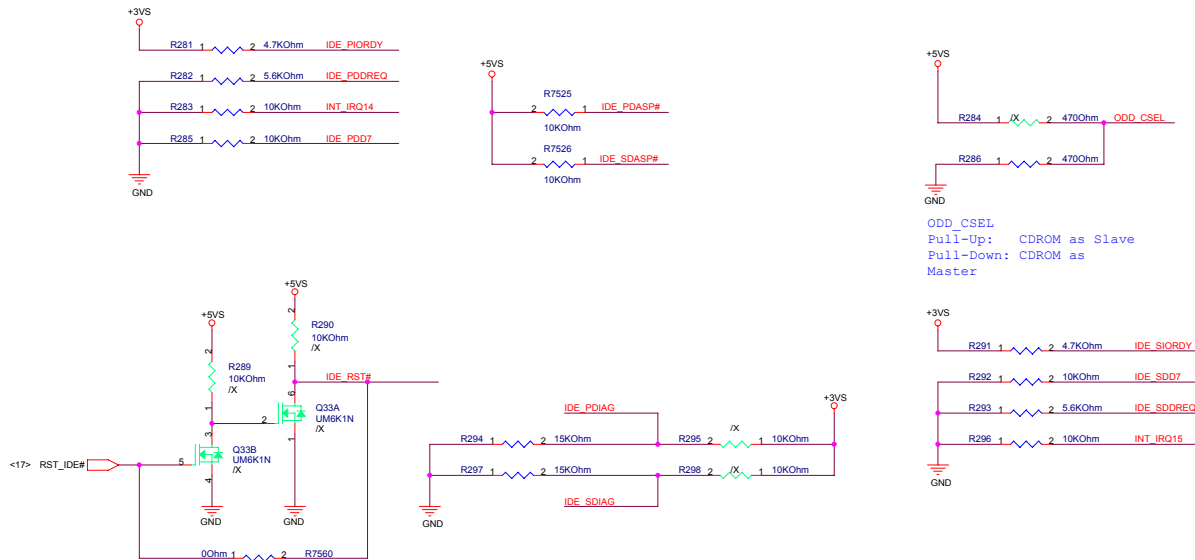 +3VS
R281 1 2 4.7KOhm IDE_PIORDY
R282 1 2 5.6KOhm IDE_PDDREQ
R283 1 2 10KOhm INT_IRQ14
R285 1 2 10KOhm IDE_PDD7
GND
+5VS
R7525
2 1 IDE_PDASP#
10KOhm
R7526
2 1 IDE_SDASP#
10KOhm
+5VS
R284 1 /X 2 470Ohm ODD_CSEL
R286 1 2 470Ohm
GND
ODD_CSEL
Pull-Up: CDROM as Slave
Pull-Down: CDROM as
Master
+5VS
2
R289
10KOhm
/X
1
+5VS
2
R290
10KOhm
/X
1
IDE_RST#
6
2
Q33A
UM6K1N
/X
1
3
Q33B
UM6K1N
/X
<17> RST_IDE# 5
4
GND
GND
0Ohm 1 2 R7560
IDE_PDIAG
+3VS
R294 1 2 15KOhm R295 1 /X 2 10KOhm
R297 1 2 15KOhm R298 1 /X 2 10KOhm
IDE_SDIAG
GND
+3VS
R291 1 2 4.7KOhm IDE_SIORDY
R292 1 2 10KOhm IDE_SDD7
R293 1 2 5.6KOhm IDE_SDDREQ
R296 1 2 10KOhm INT_IRQ15
GND